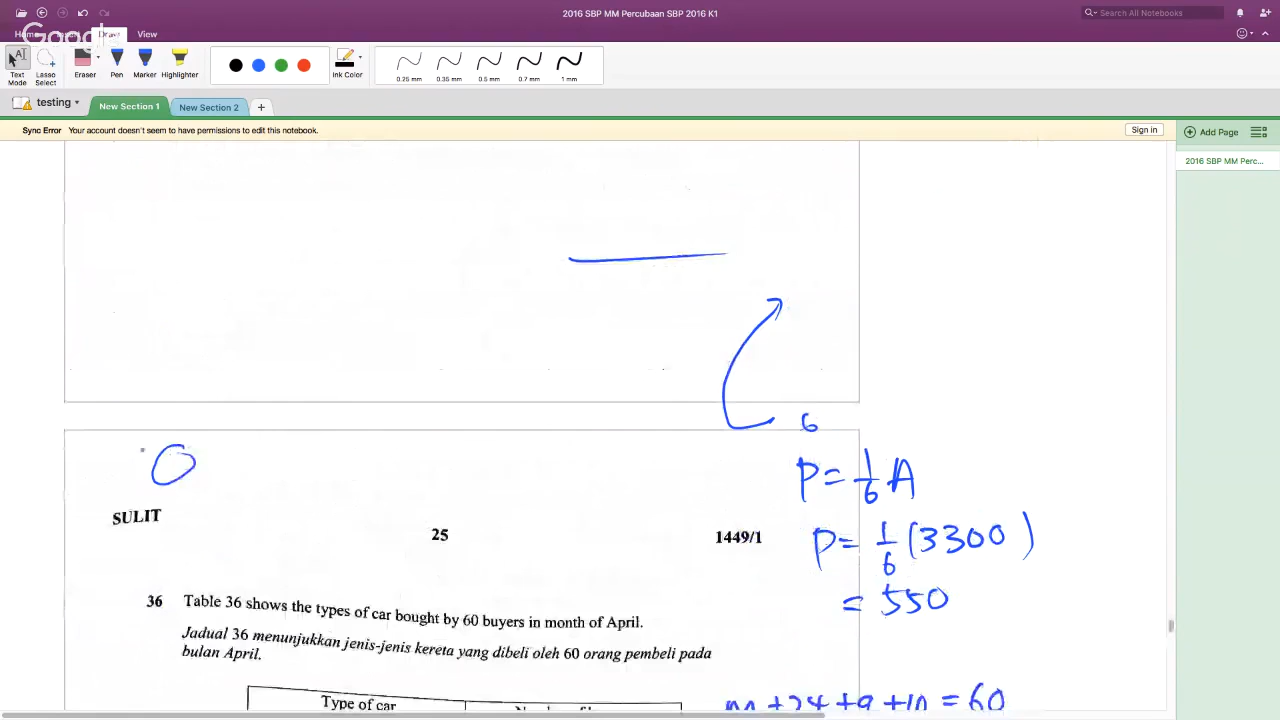 2016 SBP MM Percubaan SBP 2016 K1
Search All Notebooks
Google
Home Insert Draw View
Text Mode
Lasso Select
Eraser
Pen
Marker
Highlighter
Ink Color
0.25 mm
0.35 mm
0.5 mm
0.7 mm
1 mm
testing
New Section 1
New Section 2
+
Sync Error Your account doesn't seem to have permissions to edit this notebook.
Sign in
Add Page
2016 SBP MM Perc...
6
P = 1/6 A
SULIT
25
1449/1
P = 1/6 (3300)
= 550
36 Table 36 shows the types of car bought by 60 buyers in month of April.
Jadual 36 menunjukkan jenis-jenis kereta yang dibeli oleh 60 orang pembeli pada
bulan April.
Type of car
m + 24 + 9 + 10 = 60